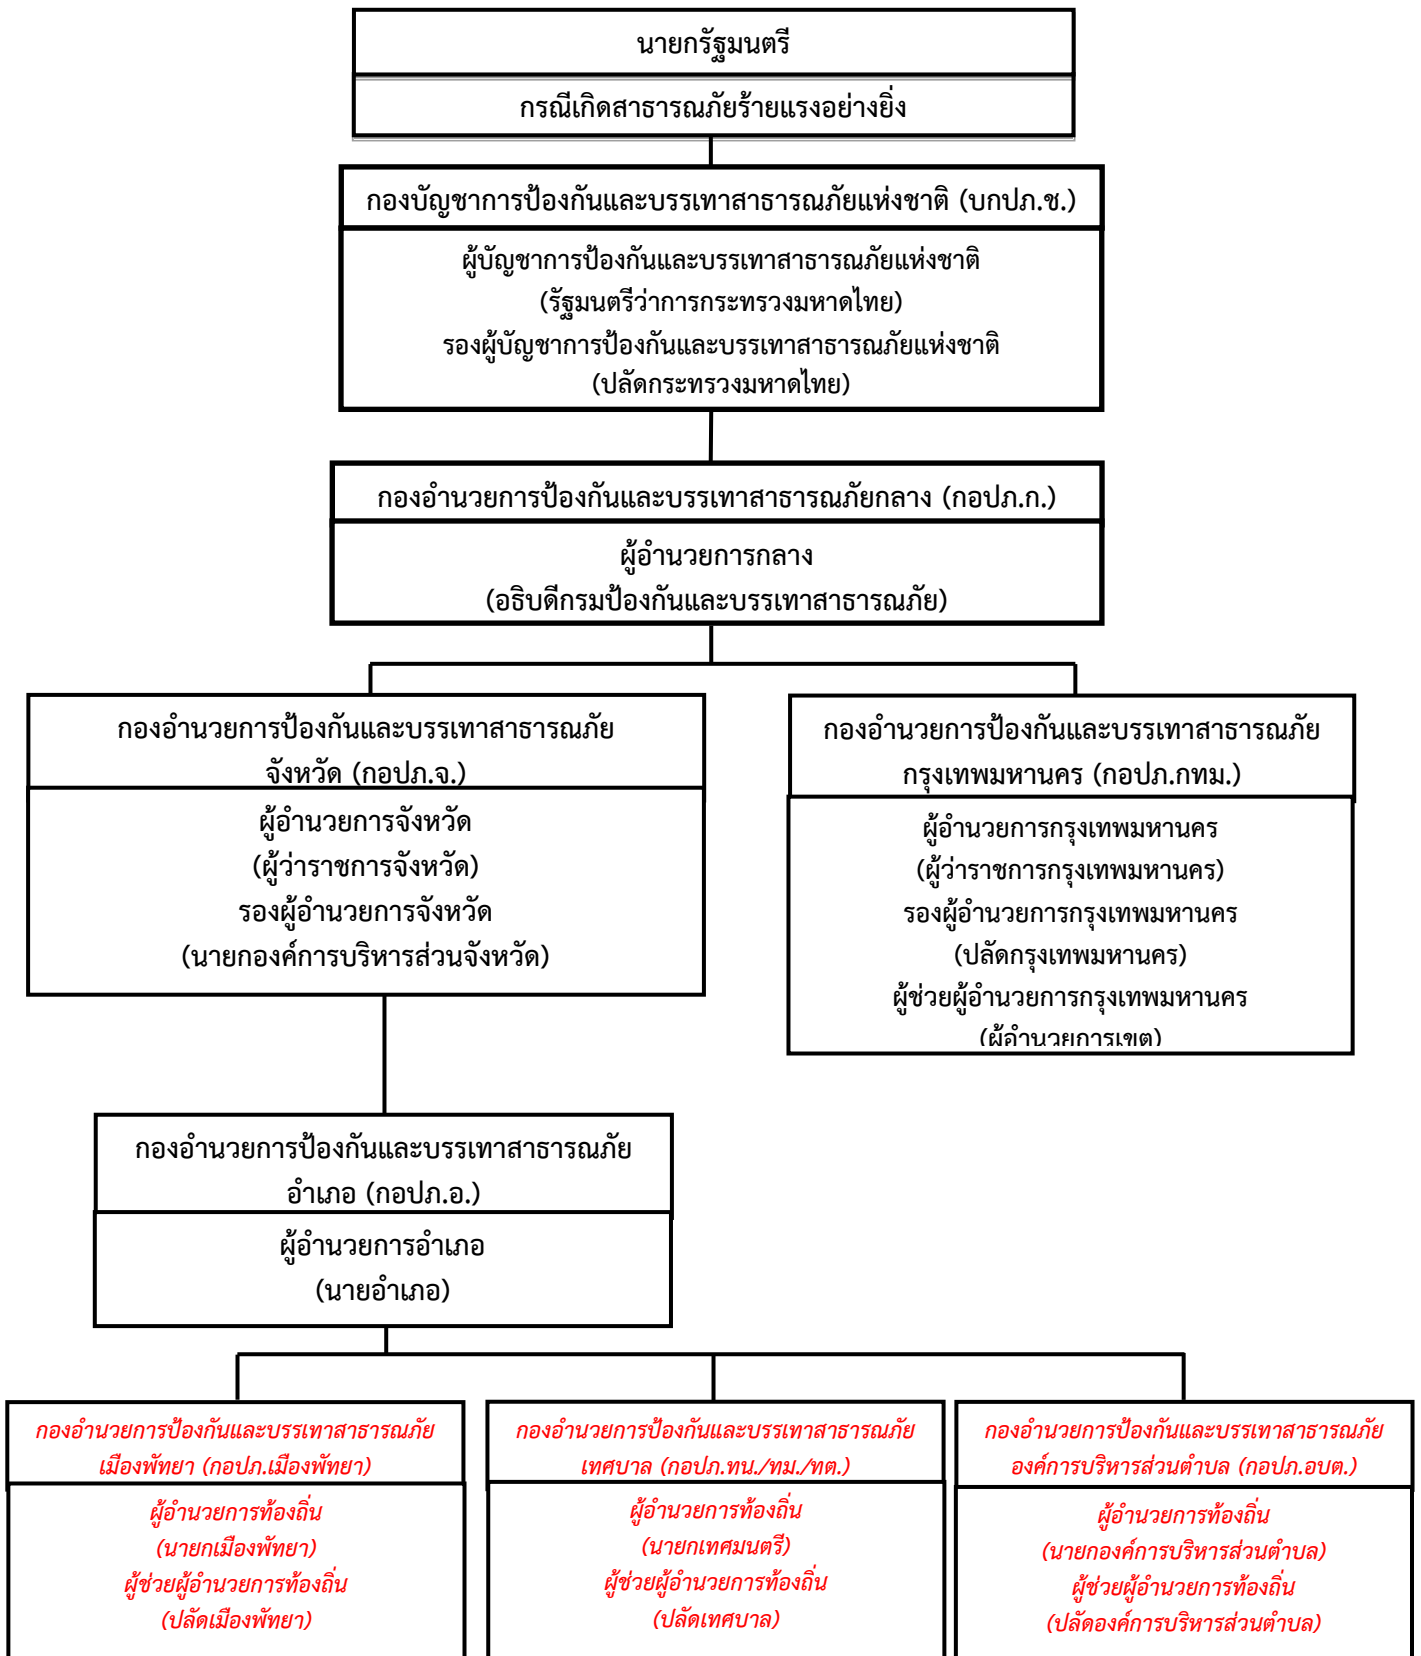 นายกรัฐมนตรี
กรณีเกิดสาธารณภัยร้ายแรงอย่างยิ่ง
กองบัญชาการป้องกันและบรรเทาสาธารณภัยแห่งชาติ (บกปภ.ช.)
ผู้บัญชาการป้องกันและบรรเทาสาธารณภัยแห่งชาติ
(รัฐมนตรีว่าการกระทรวงมหาดไทย)
รองผู้บัญชาการป้องกันและบรรเทาสาธารณภัยแห่งชาติ
(ปลัดกระทรวงมหาดไทย)
กองอำนวยการป้องกันและบรรเทาสาธารณภัยกลาง (กอปภ.ก.)
ผู้อำนวยการกลาง
(อธิบดีกรมป้องกันและบรรเทาสาธารณภัย)
กองอำนวยการป้องกันและบรรเทาสาธารณภัย
จังหวัด (กอปภ.จ.)
ผู้อำนวยการจังหวัด
(ผู้ว่าราชการจังหวัด)
รองผู้อำนวยการจังหวัด
(นายกองค์การบริหารส่วนจังหวัด)
กองอำนวยการป้องกันและบรรเทาสาธารณภัย
กรุงเทพมหานคร (กอปภ.กทม.)
ผู้อำนวยการกรุงเทพมหานคร
(ผู้ว่าราชการกรุงเทพมหานคร)
รองผู้อำนวยการกรุงเทพมหานคร
(ปลัดกรุงเทพมหานคร)
ผู้ช่วยผู้อำนวยการกรุงเทพมหานคร
(ผู้อำนวยการเขต)
กองอำนวยการป้องกันและบรรเทาสาธารณภัย
อำเภอ (กอปภ.อ.)
ผู้อำนวยการอำเภอ
(นายอำเภอ)
กองอำนวยการป้องกันและบรรเทาสาธารณภัย
เมืองพัทยา (กอปภ.เมืองพัทยา)
ผู้อำนวยการท้องถิ่น
(นายกเมืองพัทยา)
ผู้ช่วยผู้อำนวยการท้องถิ่น
(ปลัดเมืองพัทยา)
กองอำนวยการป้องกันและบรรเทาสาธารณภัย
เทศบาล (กอปภ.ทน./ทม./ทต.)
ผู้อำนวยการท้องถิ่น
(นายกเทศมนตรี)
ผู้ช่วยผู้อำนวยการท้องถิ่น
(ปลัดเทศบาล)
กองอำนวยการป้องกันและบรรเทาสาธารณภัย
องค์การบริหารส่วนตำบล (กอปภ.อบต.)
ผู้อำนวยการท้องถิ่น
(นายกองค์การบริหารส่วนตำบล)
ผู้ช่วยผู้อำนวยการท้องถิ่น
(ปลัดองค์การบริหารส่วนตำบล)